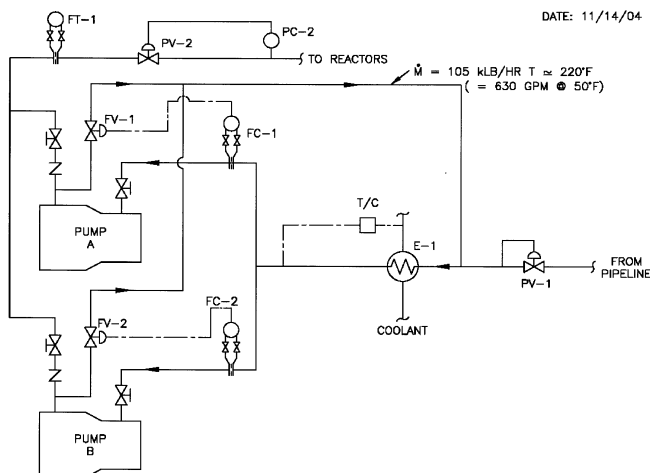 DATE: 11/14/04
FT-1
PV-2
PC-2
TO REACTORS
Ṁ = 105 kLB/HR T ≃ 220°F
( = 630 GPM @ 50°F)
FV-1
FC-1
PUMP
A
T/C
E-1
FROM
PIPELINE
PV-1
COOLANT
FV-2
FC-2
PUMP
B